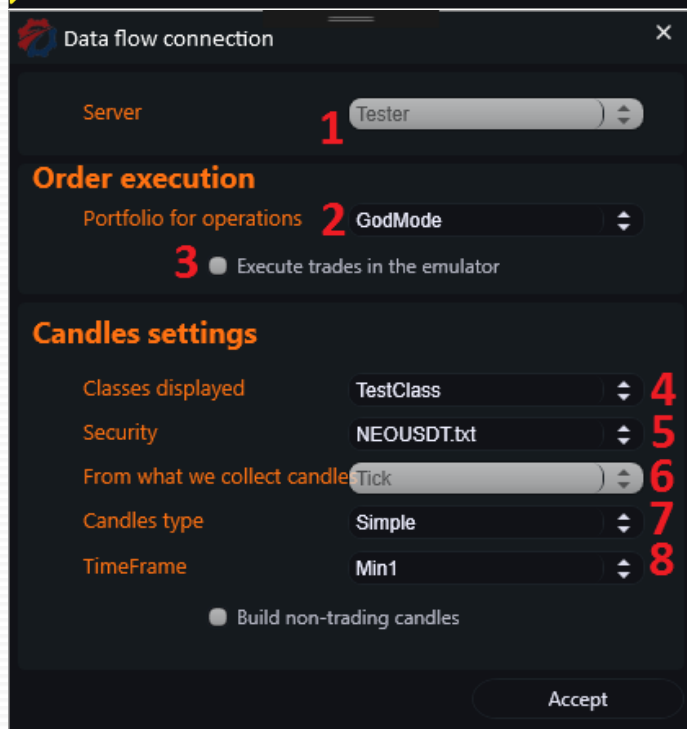 Data flow connection
Server 1 Tester
Order execution
Portfolio for operations 2 GodMode
3 Execute trades in the emulator
Candles settings
Classes displayed TestClass 4
Security NEOUSDT.txt 5
From what we collect candles Tick 6
Candles type Simple 7
TimeFrame Min1 8
Build non-trading candles
Accept